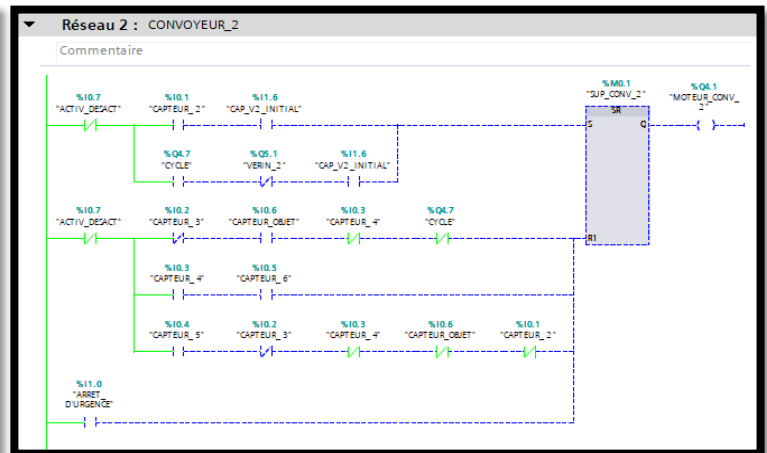 Réseau 2 : CONVOYEUR_2
Commentaire
%I0.7
"ACTIV_DESACT"
%I0.1
"CAPTEUR_2"
%I1.6
"CAP_V2_INITIAL"
%M0.1
"SUP_CONV_2"
SR
S
Q
R1
%Q4.1
"MOTEUR_CONV_
2"
%Q4.7
"CYCLE"
%Q5.1
"VERIN_2"
%I1.6
"CAP_V2_INITIAL"
%I0.7
"ACTIV_DESACT"
%I0.2
"CAPTEUR_3"
%I0.6
"CAPTEUR_OBJET"
%I0.3
"CAPTEUR_4"
%Q4.7
"CYCLE"
%I0.3
"CAPTEUR_4"
%I0.5
"CAPTEUR_6"
%I0.4
"CAPTEUR_5"
%I0.2
"CAPTEUR_3"
%I0.3
"CAPTEUR_4"
%I0.6
"CAPTEUR_OBJET"
%I0.1
"CAPTEUR_2"
%I1.0
"ARRET_
D'URGENCE"